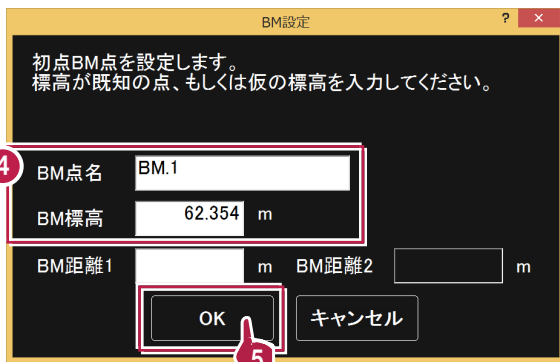 BM設定
? ×
初点BM点を設定します。
標高が既知の点、もしくは仮の標高を入力してください。
4
BM点名 BM.1
BM標高 62.354 m
BM距離1 m BM距離2 m
OK キャンセル
5